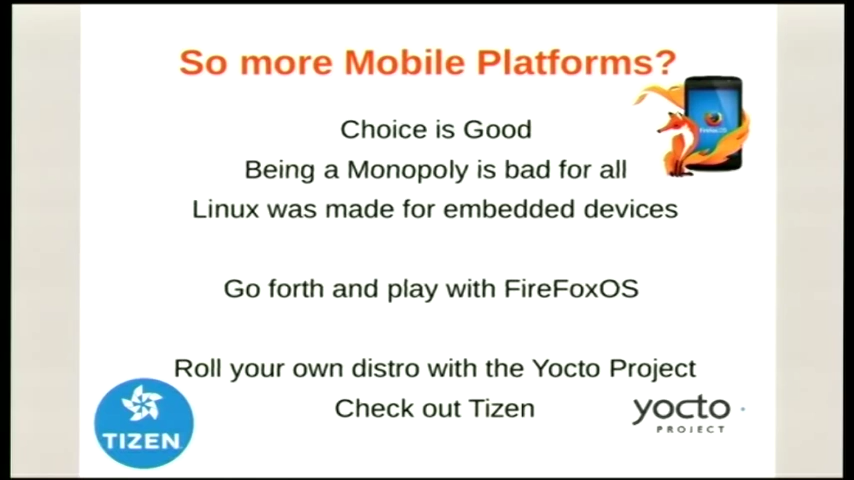 So more Mobile Platforms?
Choice is Good
Being a Monopoly is bad for all
Linux was made for embedded devices
Go forth and play with FireFoxOS
Roll your own distro with the Yocto Project
Check out Tizen
FirefoxOS
TIZEN
yocto
PROJECT